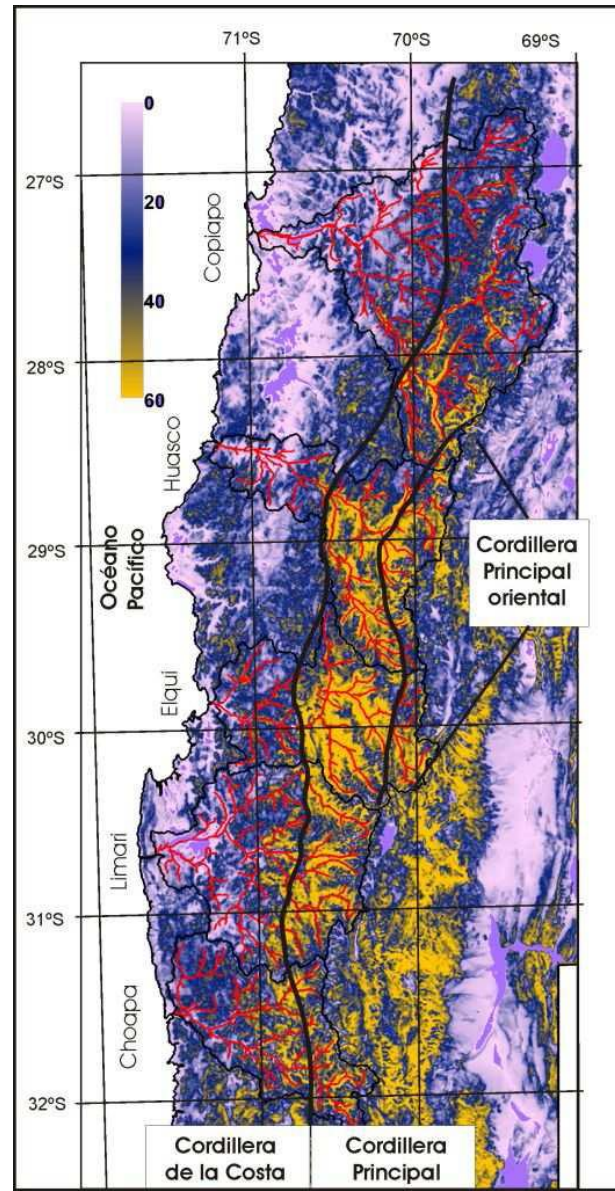 71ºS
70ºS
69ºS
0
20
40
60
27ºS
28ºS
29ºS
30ºS
31ºS
32ºS
Copiapo
Huasco
Elqui
Limari
Choapa
Océano
Pacífico
Cordillera
Principal
oriental
Cordillera
de la Costa
Cordillera
Principal